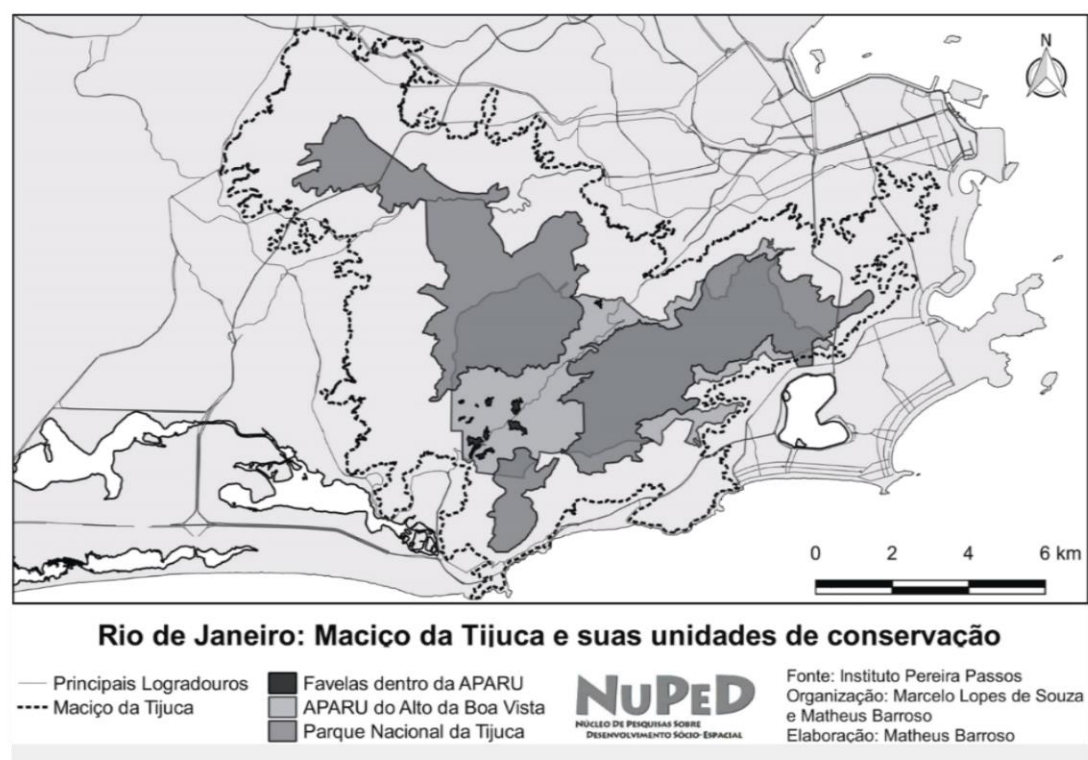 N
0 2 4 6 km
Rio de Janeiro: Maciço da Tijuca e suas unidades de conservação
Principais Logradouros
Maciço da Tijuca
Favelas dentro da APARU
APARU do Alto da Boa Vista
Parque Nacional da Tijuca
NUPED
NÚCLEO DE PESQUISAS SOBRE
DESENVOLVIMENTO SÓCIO-ESPACIAL
Fonte: Instituto Pereira Passos
Organização: Marcelo Lopes de Souza
e Matheus Barroso
Elaboração: Matheus Barroso